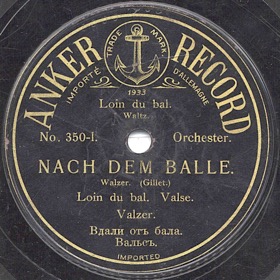 ANKER RECORD
TRADE MARK
IMPORTÉ D'ALLEMAGNE
1933
Loin du bal.
Waltz.
No. 350-I. Orchester.
NACH DEM BALLE.
Walzer. (Gillet.)
Loin du bal. Valse.
Valzer.
Вдали отъ бала.
Вальсъ.
IMPORTED